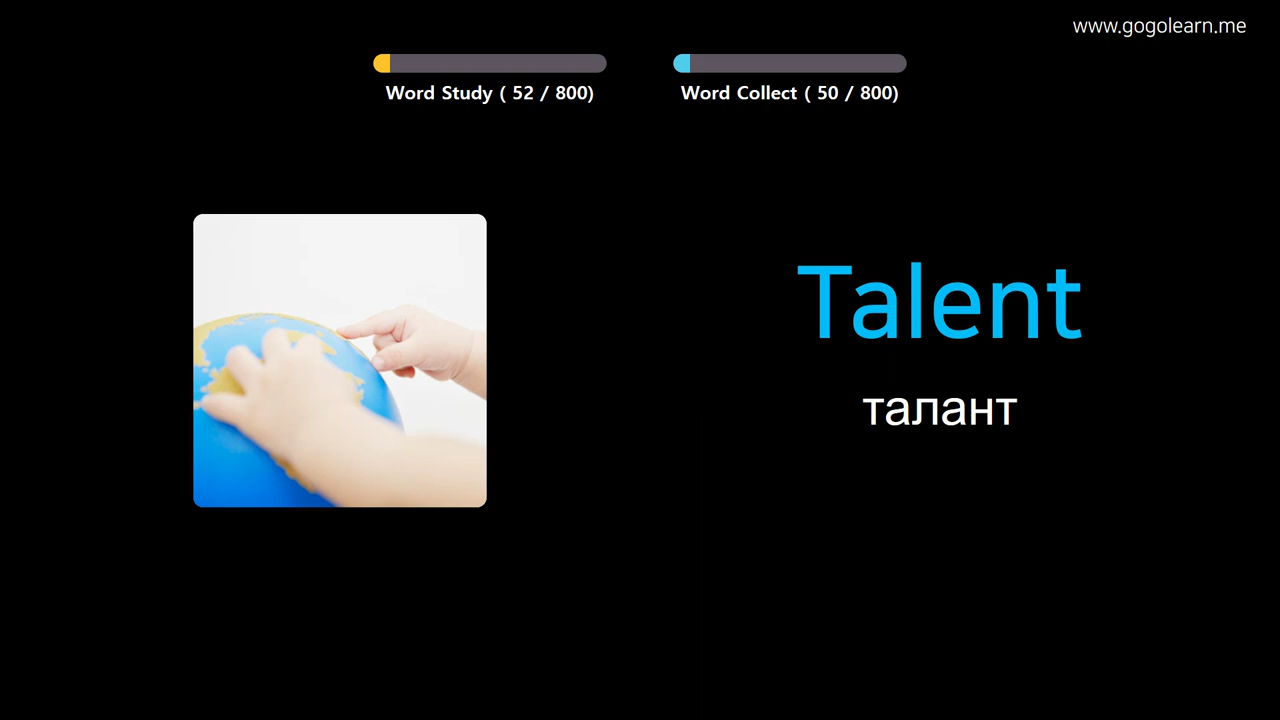 www.gogolearn.me
Word Study ( 52 / 800)
Word Collect ( 50 / 800)
Talent
талант